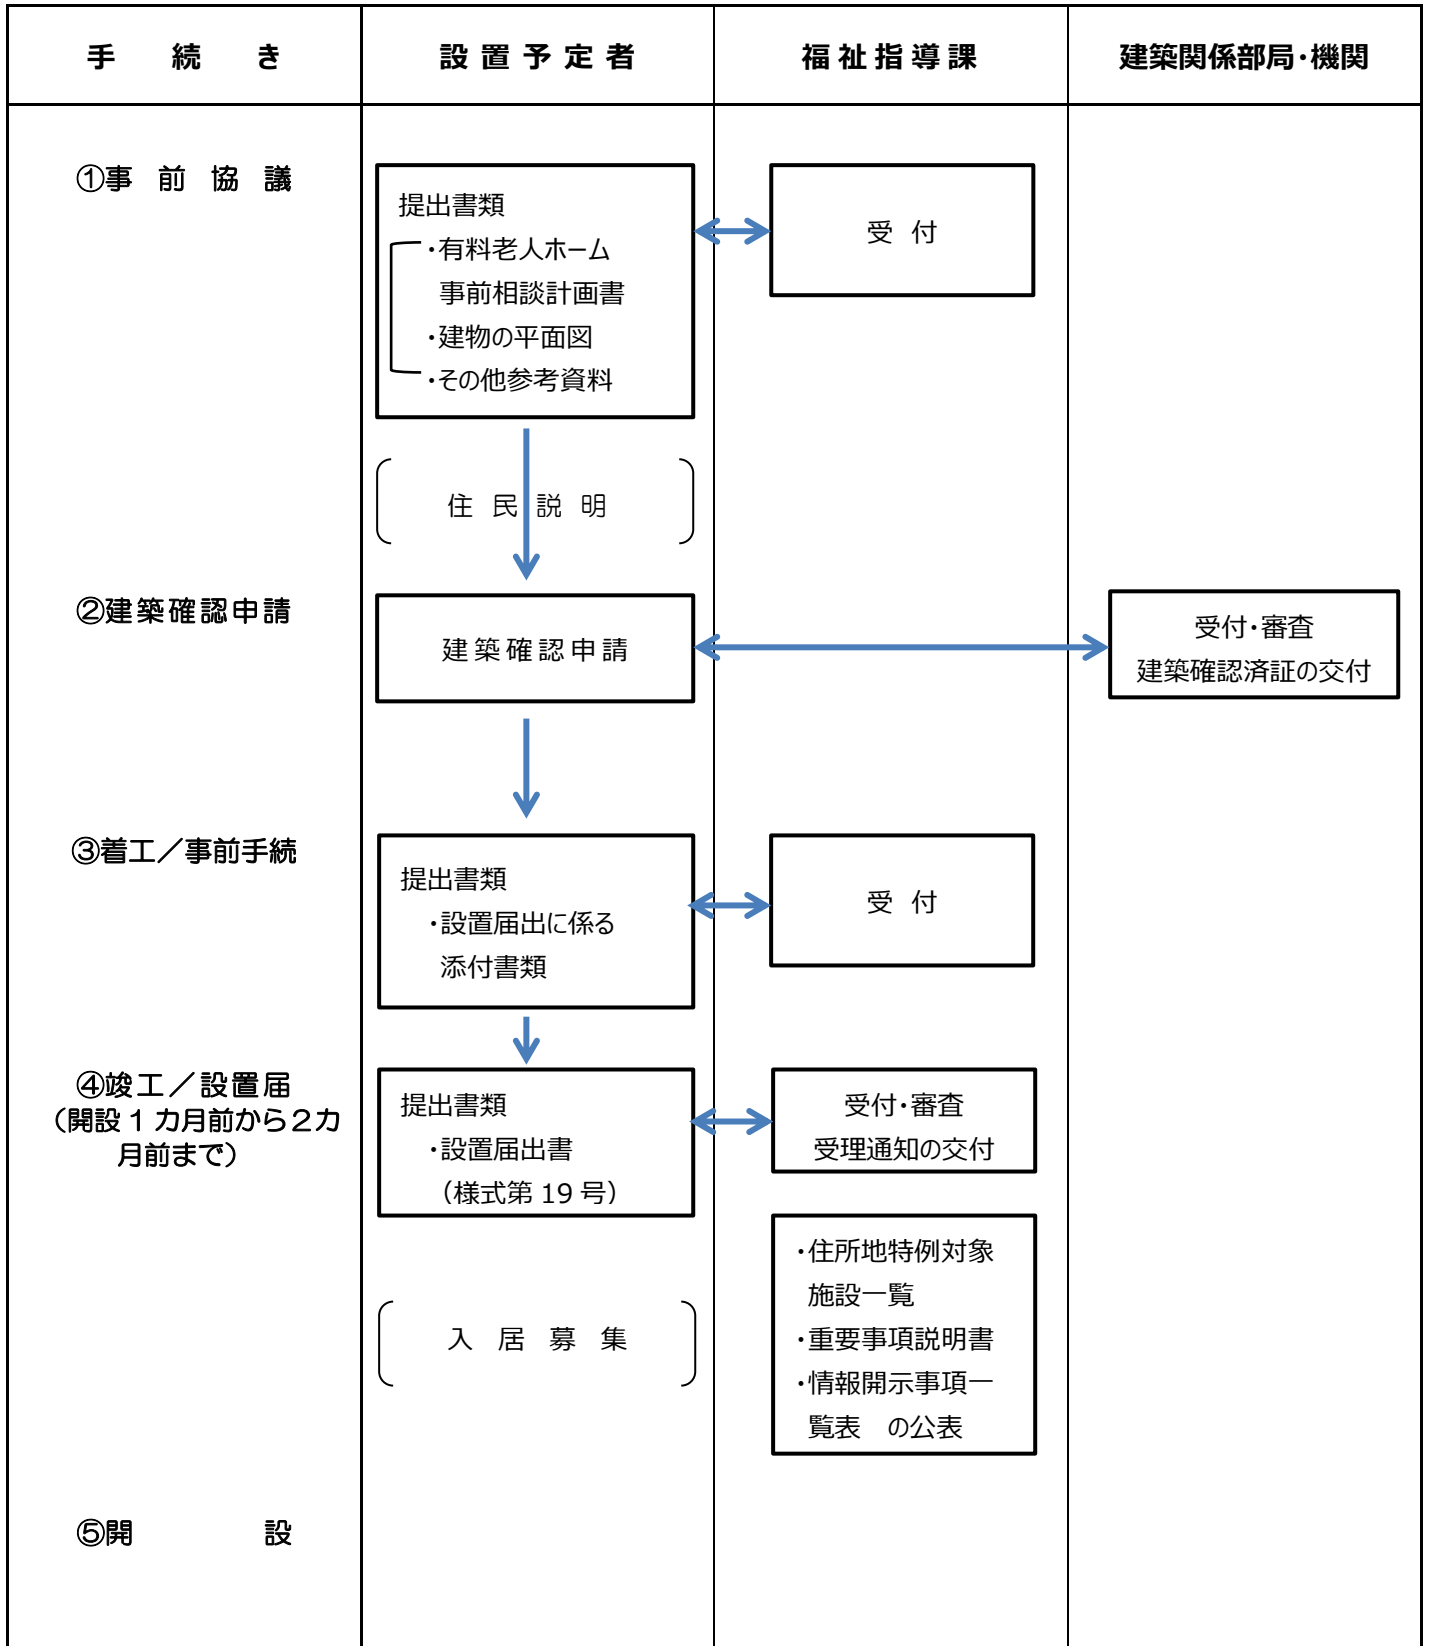 手続き 設置予定者 福祉指導課 建築関係部局・機関
①事前協議
提出書類
・有料老人ホーム
事前相談計画書
・建物の平面図
・その他参考資料
受付
住民説明
②建築確認申請
建築確認申請
受付・審査
建築確認済証の交付
③着工／事前手続
提出書類
・設置届出に係る
添付書類
受付
④竣工／設置届
（開設１カ月前から２カ
月前まで）
提出書類
・設置届出書
（様式第 19 号）
受付・審査
受理通知の交付
・住所地特例対象
施設一覧
・重要事項説明書
・情報開示事項一
覧表　の公表
入居募集
⑤開設